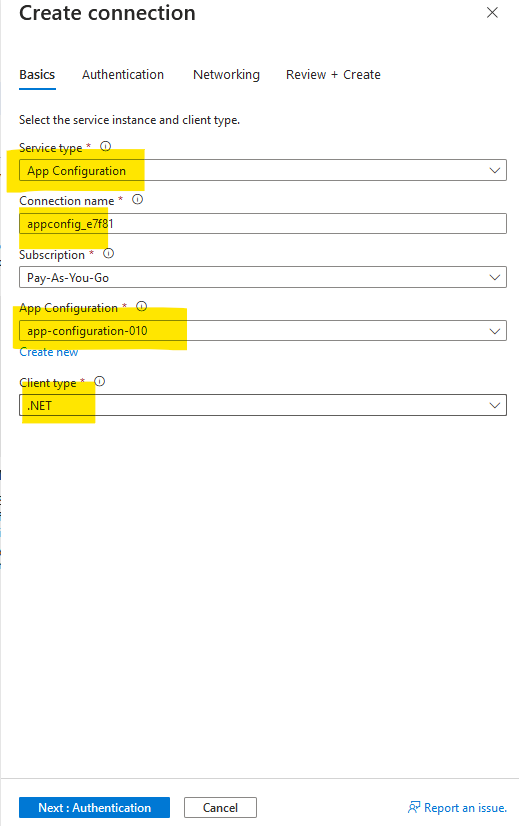 Create connection
Basics Authentication Networking Review + Create
Select the service instance and client type.
Service type *
App Configuration
Connection name *
appconfig_e7f81
Subscription *
Pay-As-You-Go
App Configuration *
app-configuration-010
Create new
Client type *
.NET
Next : Authentication Cancel Report an issue.